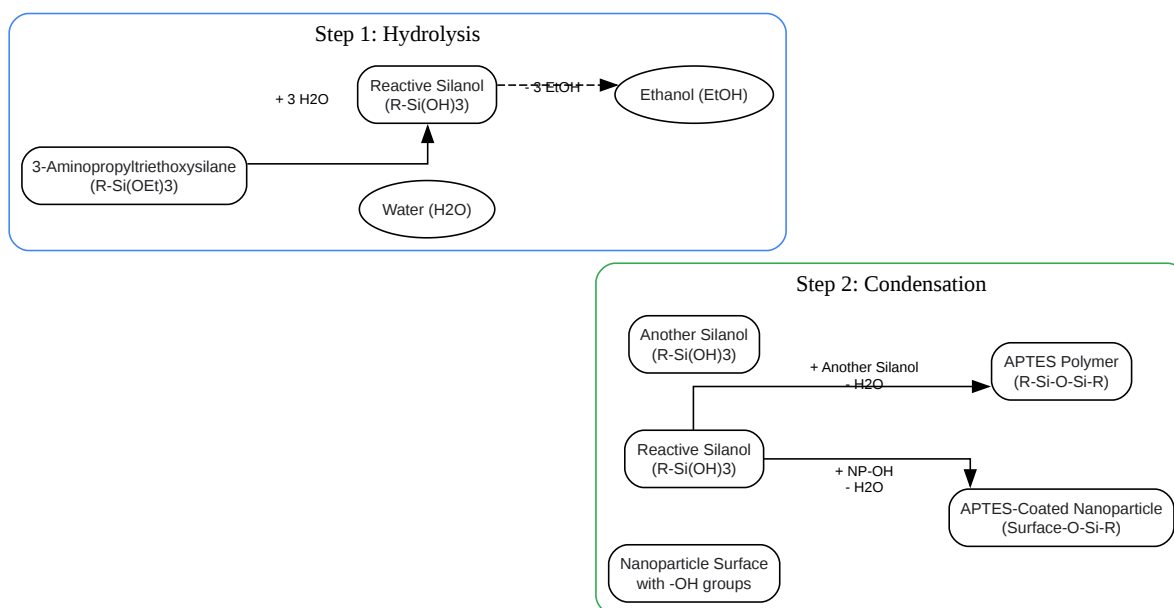 Step 1: Hydrolysis
Reactive Silanol
(R-Si(OH)3)
+ 3 H2O
- 3 EtOH
Ethanol (EtOH)
3-Aminopropyltriethoxysilane
(R-Si(OEt)3)
Water (H2O)
Step 2: Condensation
Another Silanol
(R-Si(OH)3)
+ Another Silanol
- H2O
APTES Polymer
(R-Si-O-Si-R)
Reactive Silanol
(R-Si(OH)3)
+ NP-OH
- H2O
APTES-Coated Nanoparticle
(Surface-O-Si-R)
Nanoparticle Surface
with -OH groups